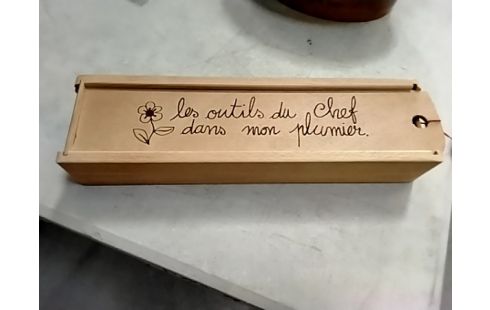 les outils du Chef
dans mon plumier.